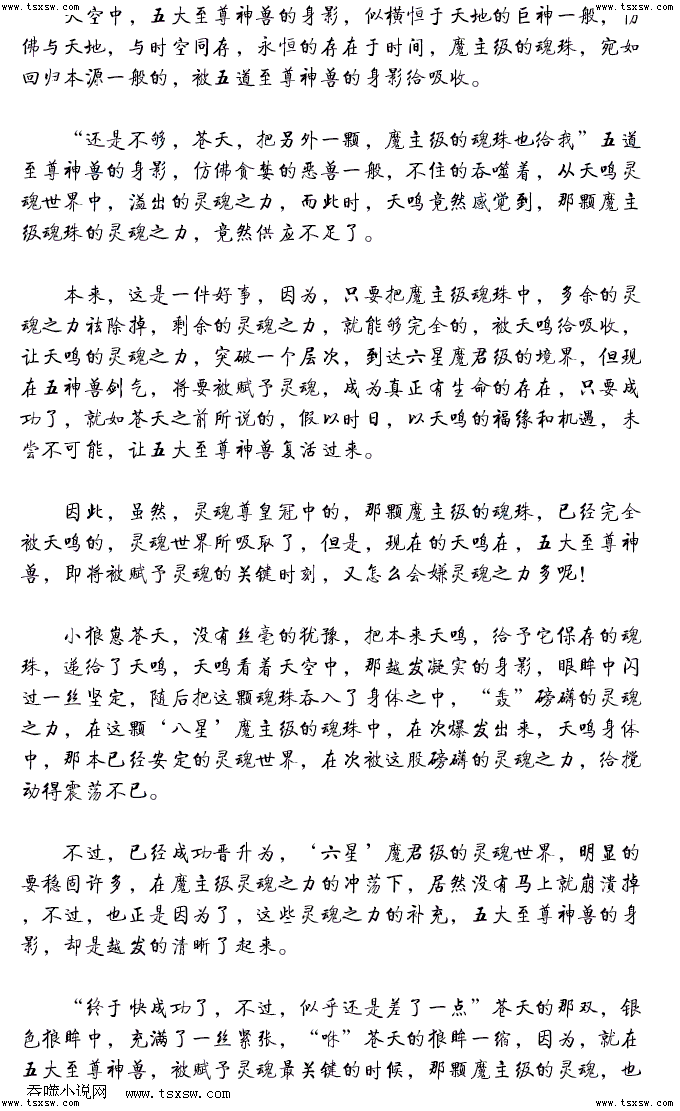 www.tsxsw.com www.tsxsw.com www.tsxsw.com www.tsxsw.com www.tsxsw.com
天空中，五大至尊神兽的身影，似横恒于天地的巨神一般，仿
佛与天地，与时空同存，永恒的存在于时间，魔主级的魂珠，宛如
回归本源一般的，被五道至尊神兽的身影给吸收。
“还是不够，苍天，把另外一颗，魔主级的魂珠也给我”五道
至尊神兽的身影，仿佛贪婪的恶兽一般，不住的吞噬着，从天鸣灵
魂世界中，溢出的灵魂之力，而此时，天鸣竟然感觉到，那颗魔主
级魂珠的灵魂之力，竟然供应不足了。
本来，这是一件好事，因为，只要把魔主级魂珠中，多余的灵
魂之力祛除掉，剩余的灵魂之力，就能够完全的，被天鸣给吸收，
让天鸣的灵魂之力，突破一个层次，到达六星魔君级的境界，但现
在五神兽剑气，将要被赋予灵魂，成为真正有生命的存在，只要成
功了，就如苍天之前所说的，假以时日，以天鸣的福缘和机遇，未
尝不可能，让五大至尊神兽复活过来。
因此，虽然，灵魂尊皇冠中的，那颗魔主级的魂珠，已经完全
被天鸣的，灵魂世界所吸取了，但是，现在的天鸣在，五大至尊神
兽，即将被赋予灵魂的关键时刻，又怎么会嫌灵魂之力多呢！
小狼崽苍天，没有丝毫的犹豫，把本来天鸣，给予它保存的魂
珠，递给了天鸣，天鸣看着天空中，那越发凝实的身影，眼眸中闪
过一丝坚定，随后把这颗魂珠吞入了身体之中，“轰”磅礴的灵魂
之力，在这颗‘八星’魔主级的魂珠中，在次爆发出来，天鸣身体
中，那本已经安定的灵魂世界，在次被这股磅礴的灵魂之力，给搅
动得震荡不已。
不过，已经成功晋升为，‘六星’魔君级的灵魂世界，明显的
要稳固许多，在魔主级灵魂之力的冲荡下，居然没有马上就崩溃掉
，不过，也正是因为了，这些灵魂之力的补充，五大至尊神兽的身
影，却是越发的清晰了起来。
“终于快成功了，不过，似乎还是差了一点”苍天的那双，银
色狼眸中，充满了一丝紧张，“咻”苍天的狼眸一缩，因为，就在
五大至尊神兽，被赋予灵魂最关键的时候，那颗魔主级的灵魂，也
吞噬小说网 www.tsxsw.com
www.tsxsw.com www.tsxsw.com www.tsxsw.com www.tsxsw.com www.tsxsw.com